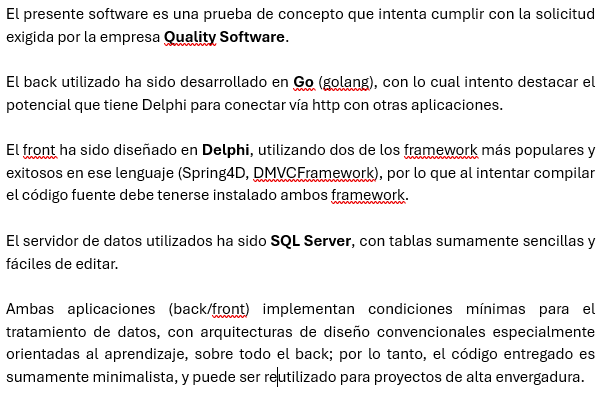 El presente software es una prueba de concepto que intenta cumplir con la solicitud
exigida por la empresa Quality Software.
El back utilizado ha sido desarrollado en Go (golang), con lo cual intento destacar el
potencial que tiene Delphi para conectar vía http con otras aplicaciones.
El front ha sido diseñado en Delphi, utilizando dos de los framework más populares y
exitosos en ese lenguaje (Spring4D, DMVCFramework), por lo que al intentar compilar
el código fuente debe tenerse instalado ambos framework.
El servidor de datos utilizados ha sido SQL Server, con tablas sumamente sencillas y
fáciles de editar.
Ambas aplicaciones (back/front) implementan condiciones mínimas para el
tratamiento de datos, con arquitecturas de diseño convencionales especialmente
orientadas al aprendizaje, sobre todo el back; por lo tanto, el código entregado es
sumamente minimalista, y puede ser reutilizado para proyectos de alta envergadura.